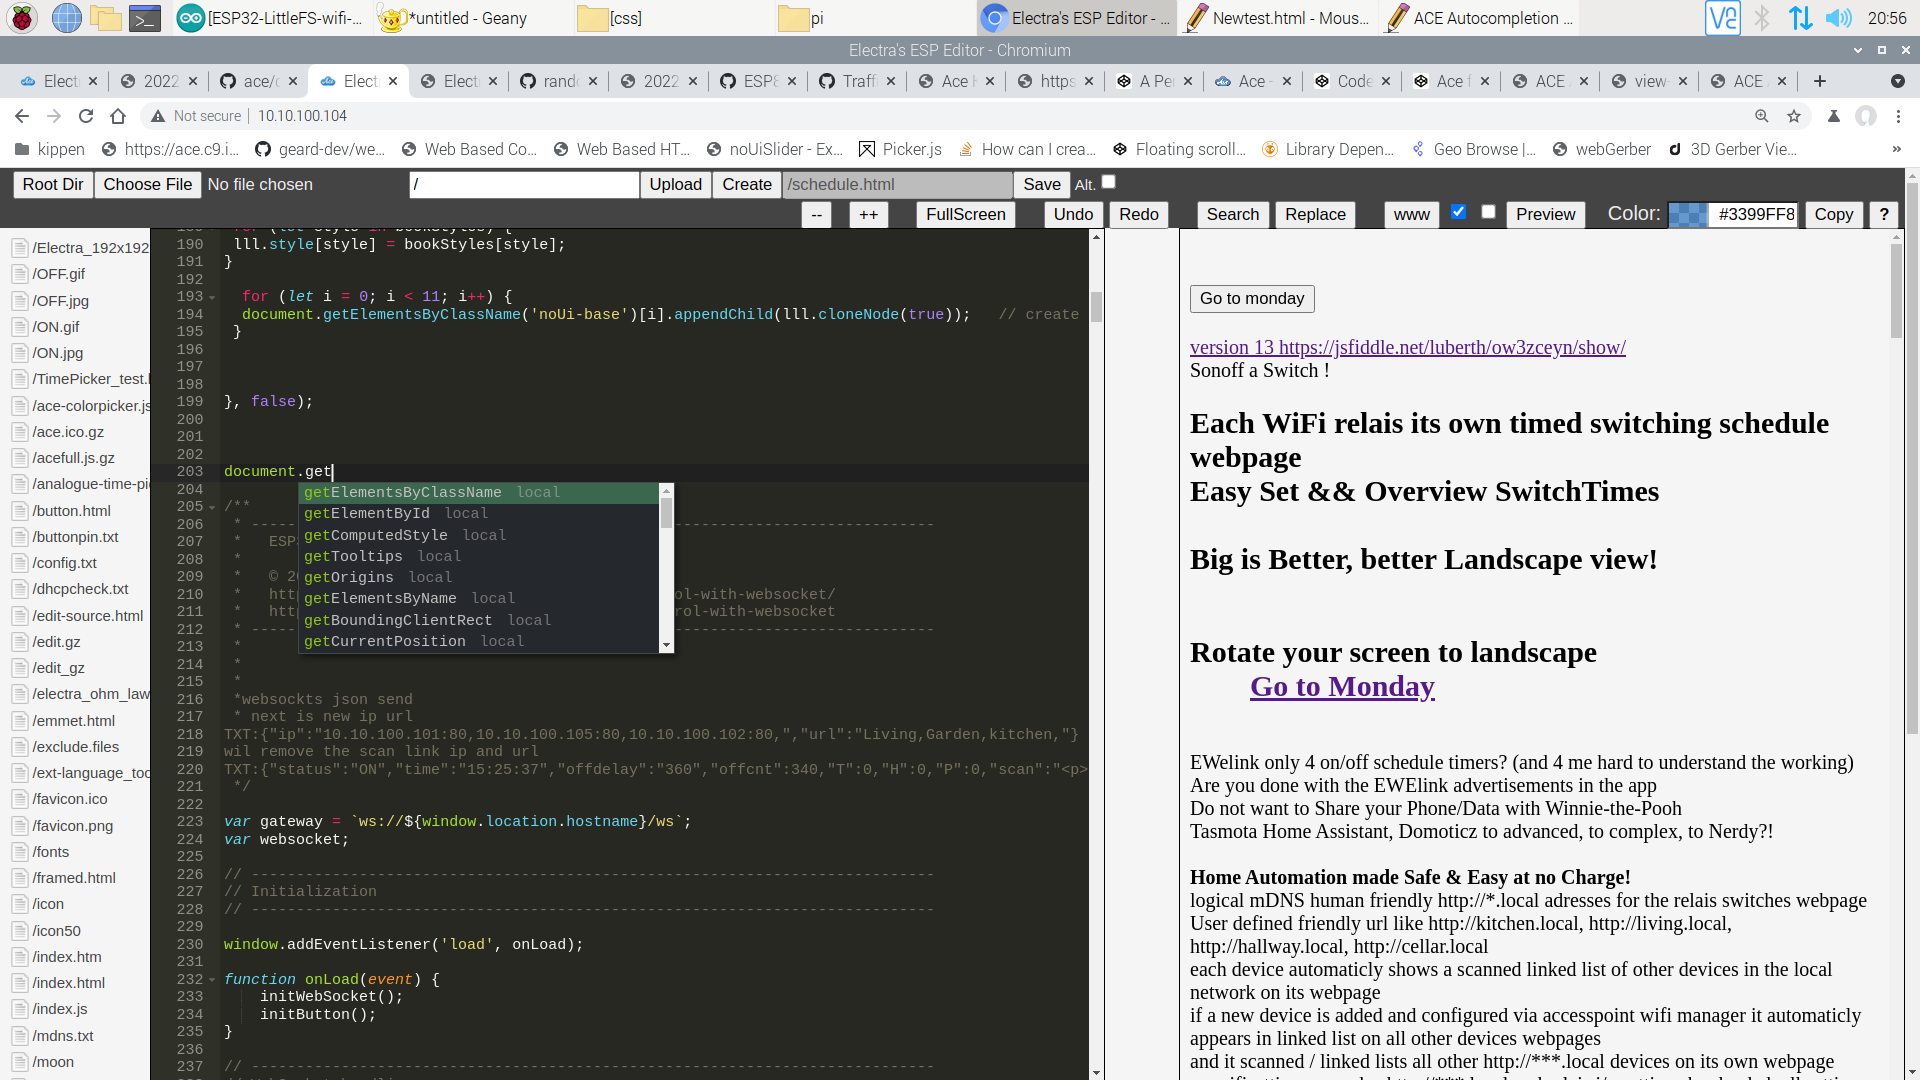 [ESP32-LittleFS-wifi-... *untitled - Geany [css] pi Electra's ESP Editor - ... Newtest.html - Mous... ACE Autocompletion ... 20:56
Electra's ESP Editor - Chromium
Electr 2022 ace/c Electr Electr rando 2022 ESP8 Traffi Ace H https A Per Ace - Code Ace f ACE view- ACE
Not secure 10.10.100.104
kippen https://ace.c9.i... geard-dev/we... Web Based Co... Web Based HT... noUiSlider - Ex... Picker.js How can I crea... Floating scroll... Library Depen... Geo Browse |... webGerber 3D Gerber Vie... »
Root Dir Choose File No file chosen / Upload Create /schedule.html Save Alt.
-- ++ FullScreen Undo Redo Search Replace www Preview Color: #3399FF8 Copy ?
/Electra_192x192
/OFF.gif
/OFF.jpg
/ON.gif
/ON.jpg
/TimePicker_test.
/ace-colorpicker.js
/ace.ico.gz
/acefull.js.gz
/analogue-time-pi
/button.html
/buttonpin.txt
/config.txt
/dhcpcheck.txt
/edit-source.html
/edit.gz
/edit_gz
/electra_ohm_law
/emmet.html
/exclude.files
/ext-language_too
/favicon.ico
/favicon.png
/fonts
/framed.html
/icon
/icon50
/index.htm
/index.html
/index.js
/mdns.txt
/moon
190 lll.style[style] = bookStyles[style];
191 }
192
193 for (let i = 0; i < 11; i++) {
194 document.getElementsByClassName('noUi-base')[i].appendChild(lll.cloneNode(true)); // create
195 }
196
197
198
199 }, false);
200
201
202
203 document.get
204
205 /**
206 * -----
207 * ESP
208 *
209 * © 20
210 * ht
211 * ht
212 * -----
213 *
214 *
215 *
216 *websockts json send
217 * next is new ip url
218 TXT:{"ip":"10.10.100.101:80,10.10.100.105:80,10.10.100.102:80,","url":"Living,Garden,kitchen,"}
219 wil remove the scan link ip and url
220 TXT:{"status":"ON","time":"15:25:37","offdelay":"360","offcnt":340,"T":0,"H":0,"P":0,"scan":"<p>
221 */
222
223 var gateway = `ws://${window.location.hostname}/ws`;
224 var websocket;
225
226 // ----------------------------------------------------------------------------
227 // Initialization
228 // ----------------------------------------------------------------------------
229
230 window.addEventListener('load', onLoad);
231
232 function onLoad(event) {
233 initWebSocket();
234 initButton();
235 }
236
237 // ----------------------------------------------------------------------------
getElementsByClassName local
getElementById local
getComputedStyle local
getTooltips local
getOrigins local
getElementsByName local
getBoundingClientRect local
getCurrentPosition local
ol-with-websocket/
rol-with-websocket
Go to monday
version 13 https://jsfiddle.net/luberth/ow3zceyn/show/
Sonoff a Switch !
Each WiFi relais its own timed switching schedule
webpage
Easy Set && Overview SwitchTimes
Big is Better, better Landscape view!
Rotate your screen to landscape
Go to Monday
EWelink only 4 on/off schedule timers? (and 4 me hard to understand the working)
Are you done with the EWElink advertisements in the app
Do not want to Share your Phone/Data with Winnie-the-Pooh
Tasmota Home Assistant, Domoticz to advanced, to complex, to Nerdy?!
Home Automation made Safe & Easy at no Charge!
logical mDNS human friendly http://*.local adresses for the relais switches webpage
User defined friendly url like http://kitchen.local, http://living.local,
http://hallway.local, http://cellar.local
each device automaticly shows a scanned linked list of other devices in the local
network on its webpage
if a new device is added and configured via accesspoint wifi manager it automaticly
appears in linked list on all other devices webpages
and it scanned / linked lists all other http://***.local devices on its own webpage